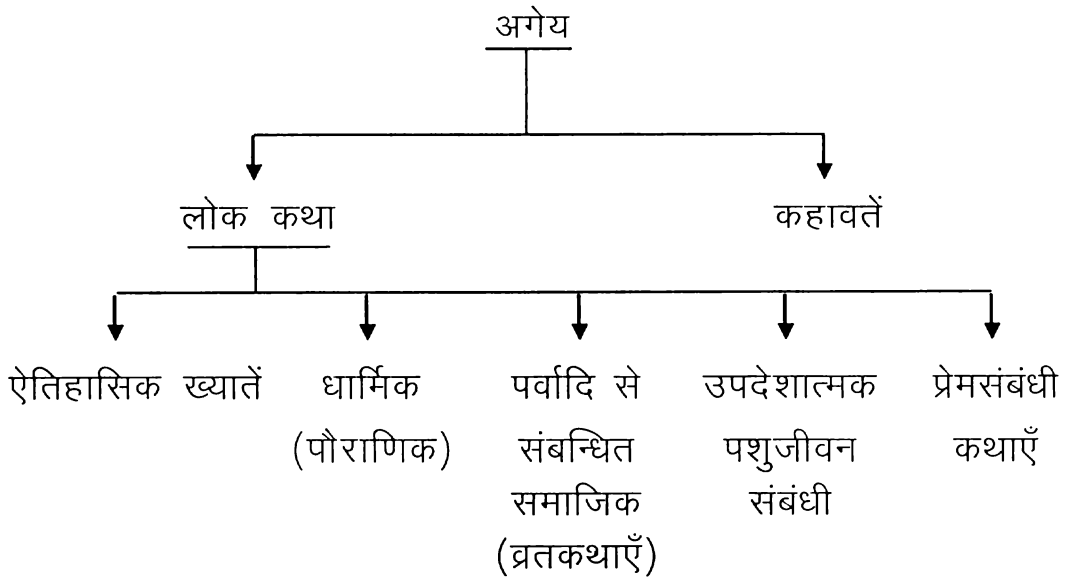 अगेय
लोक कथा
कहावतें
ऐतिहासिक ख्यातें
धार्मिक
(पौराणिक)
पर्वादि से
संबन्धित
समाजिक
(व्रतकथाएँ)
उपदेशात्मक
पशुजीवन
संबंधी
प्रेमसंबंधी
कथाएँ